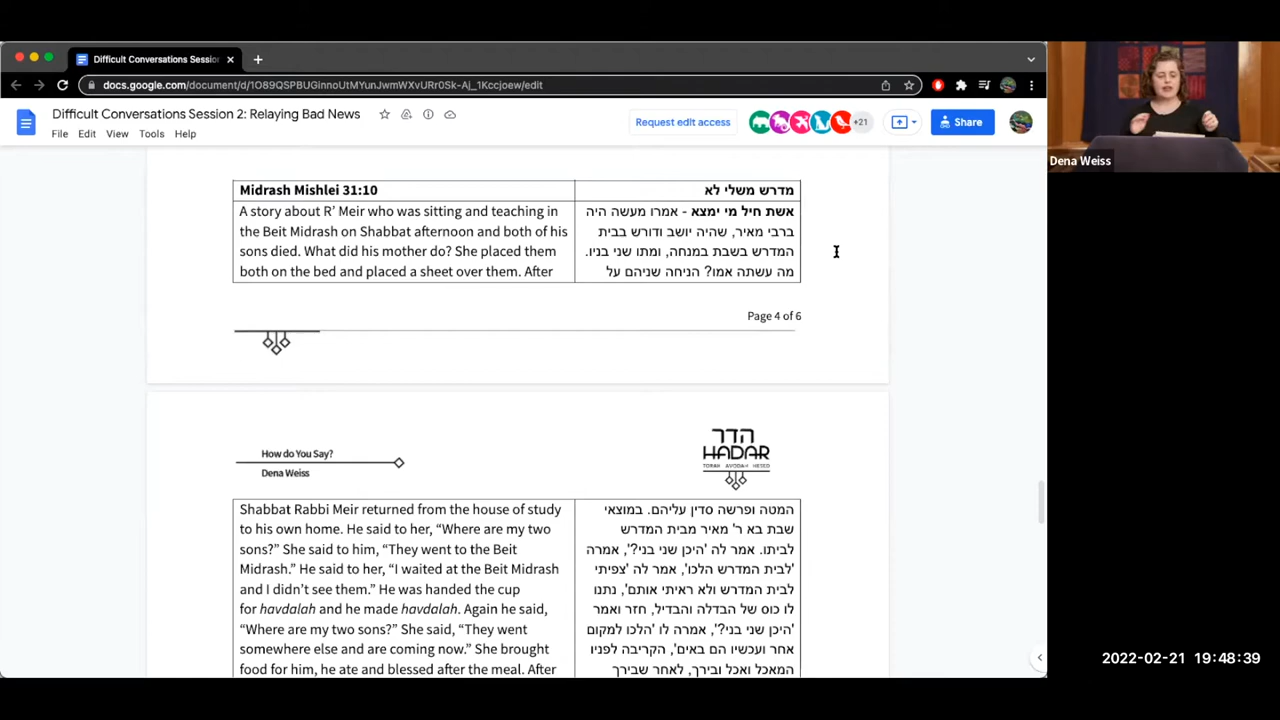 Difficult Conversations Session
docs.google.com/document/d/1O89QSPBUGinnoUtMYunJwmWXvURr0Sk-Aj_1Kccjoew/edit
Difficult Conversations Session 2: Relaying Bad News
File Edit View Tools Help
Request edit access
+21
Share
Dena Weiss
Midrash Mishlei 31:10
מדרש משלי לא
A story about R' Meir who was sitting and teaching in
the Beit Midrash on Shabbat afternoon and both of his
sons died. What did his mother do? She placed them
both on the bed and placed a sheet over them. After
אשת חיל מי ימצא - אמרו מעשה היה
ברבי מאיר, שהיה יושב ודורש בבית
המדרש בשבת במנחה, ומתו שני בניו.
מה עשתה אמו? הניחה שניהם על
Page 4 of 6
How do You Say?
Dena Weiss
הדר
HADAR
TORAH AVODAH HESED
Shabbat Rabbi Meir returned from the house of study
to his own home. He said to her, “Where are my two
sons?” She said to him, “They went to the Beit
Midrash.” He said to her, “I waited at the Beit Midrash
and I didn’t see them.” He was handed the cup
for havdalah and he made havdalah. Again he said,
“Where are my two sons?” She said, “They went
somewhere else and are coming now.” She brought
food for him, he ate and blessed after the meal. After
המטה ופרשה סדין עליהם. במוצאי
שבת בא ר' מאיר מבית המדרש
לביתו. אמר לה 'היכן שני בני?', אמרה
'לבית המדרש הלכו', אמר לה 'צפיתי
לבית המדרש ולא ראיתי אותם', נתנו
לו כוס של הבדלה והבדיל, חזר ואמר
'היכן שני בני?', אמרה לו 'הלכו למקום
אחר ועכשיו הם באים', הקריבה לפניו
המאכל ואכל ובירך, לאחר שבירך
2022-02-21 19:48:39